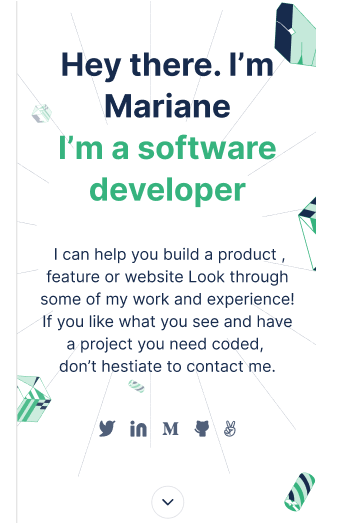 Hey there. I’m
Mariane
I’m a software
developer
I can help you build a product ,
feature or website Look through
some of my work and experience!
If you like what you see and have
a project you need coded,
don’t hestiate to contact me.